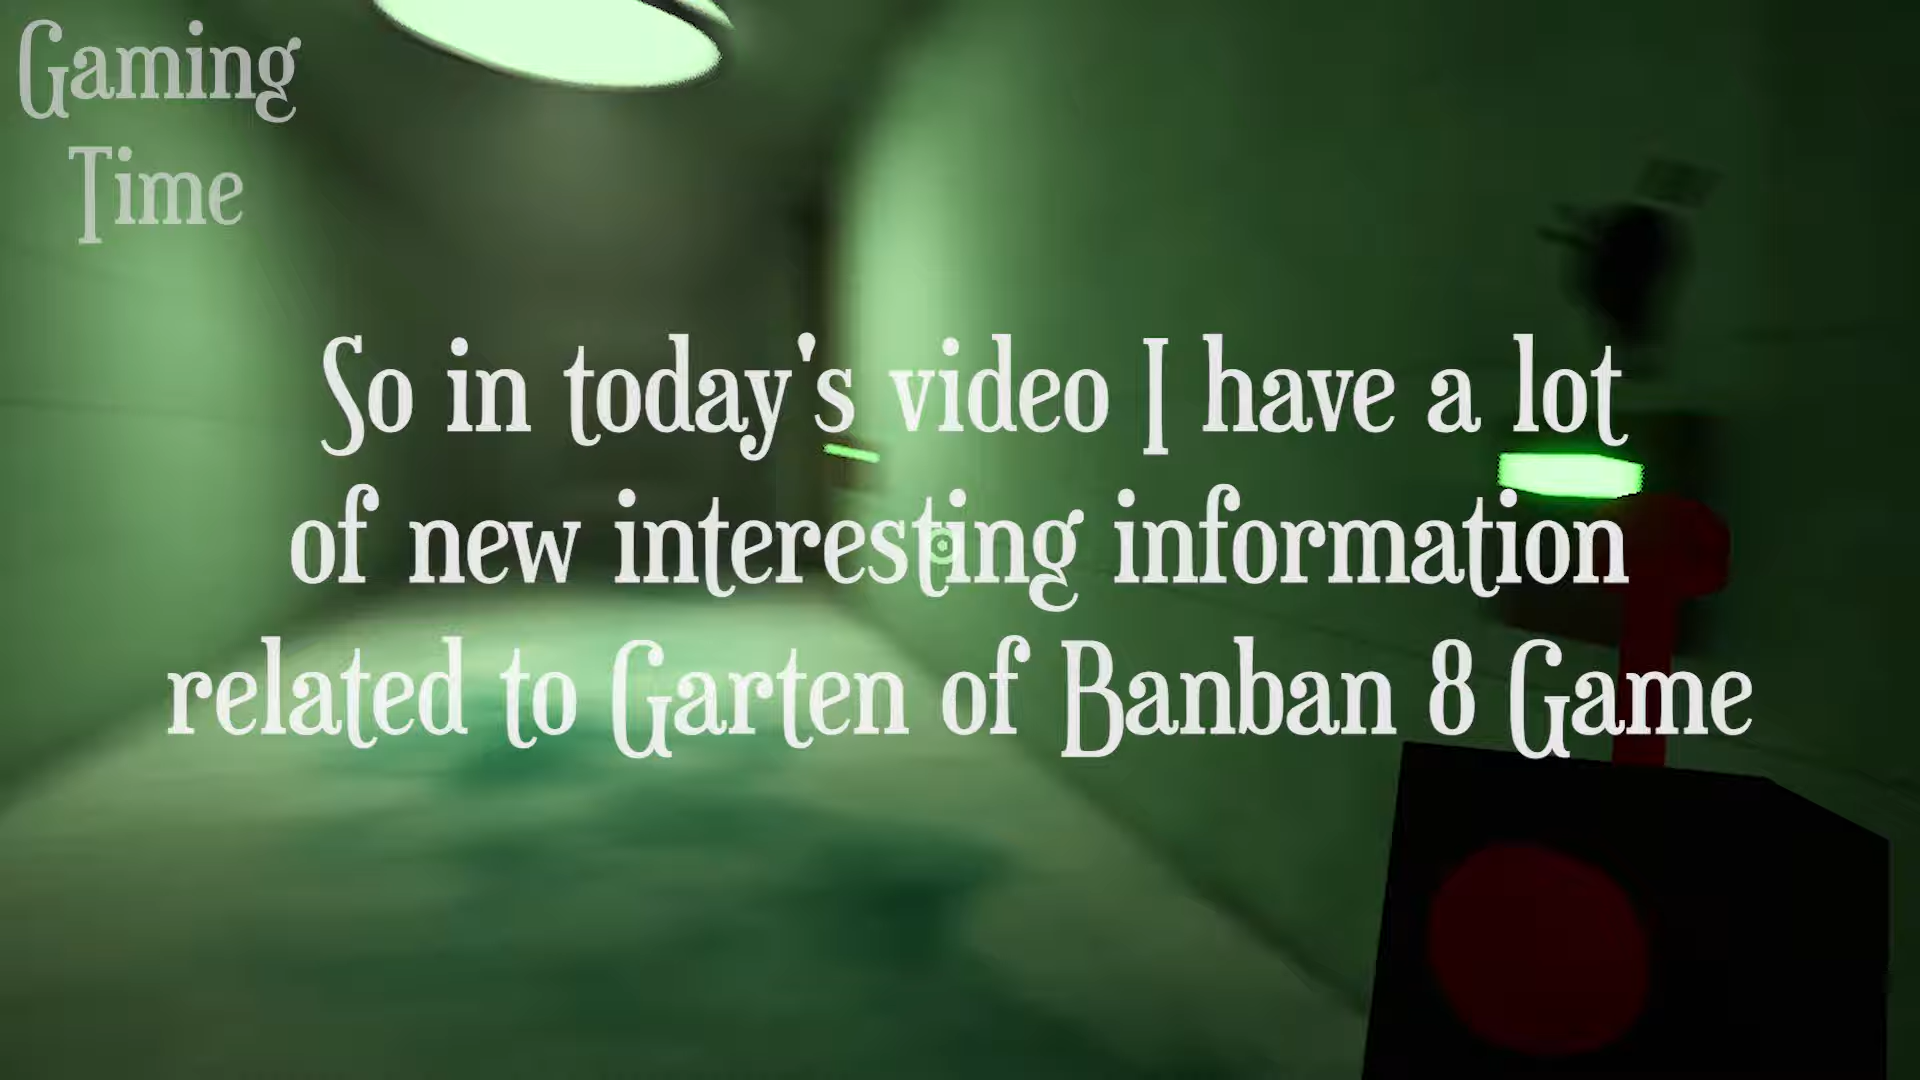 Gaming
Time
So in today's video I have a lot
of new interesting information
related to Garten of Banban 8 Game